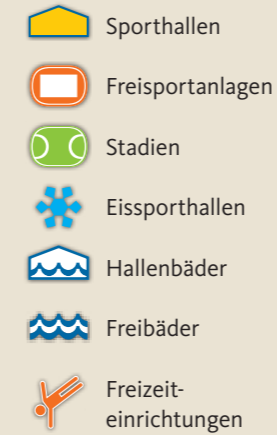 Sporthallen
Freisportanlagen
Stadien
Eissporthallen
Hallenbäder
Freibäder
Freizeit-
einrichtungen